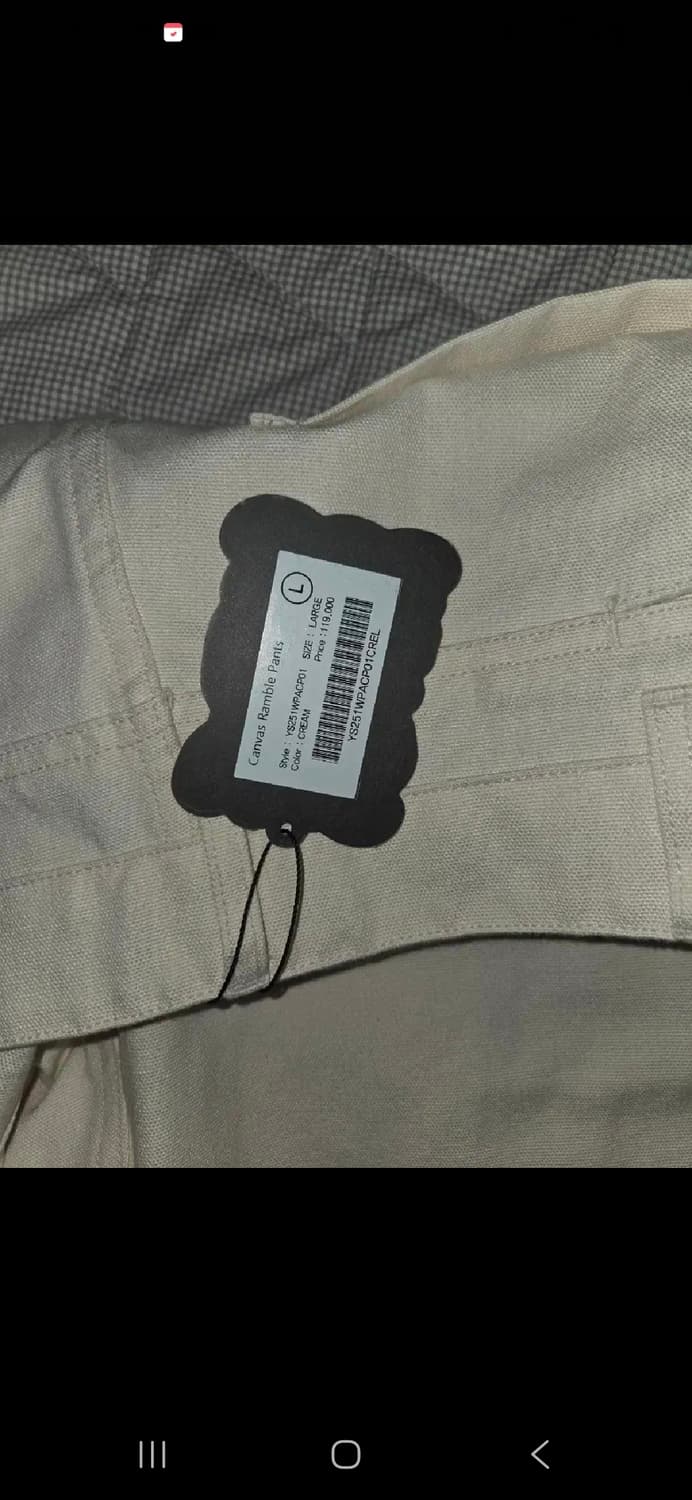 Canvas Ramble Pants
L
Style : YS251WPACP01 SIZE : LARGE
Color : CREAM Price : 119,000
YS251WPACP01CREL